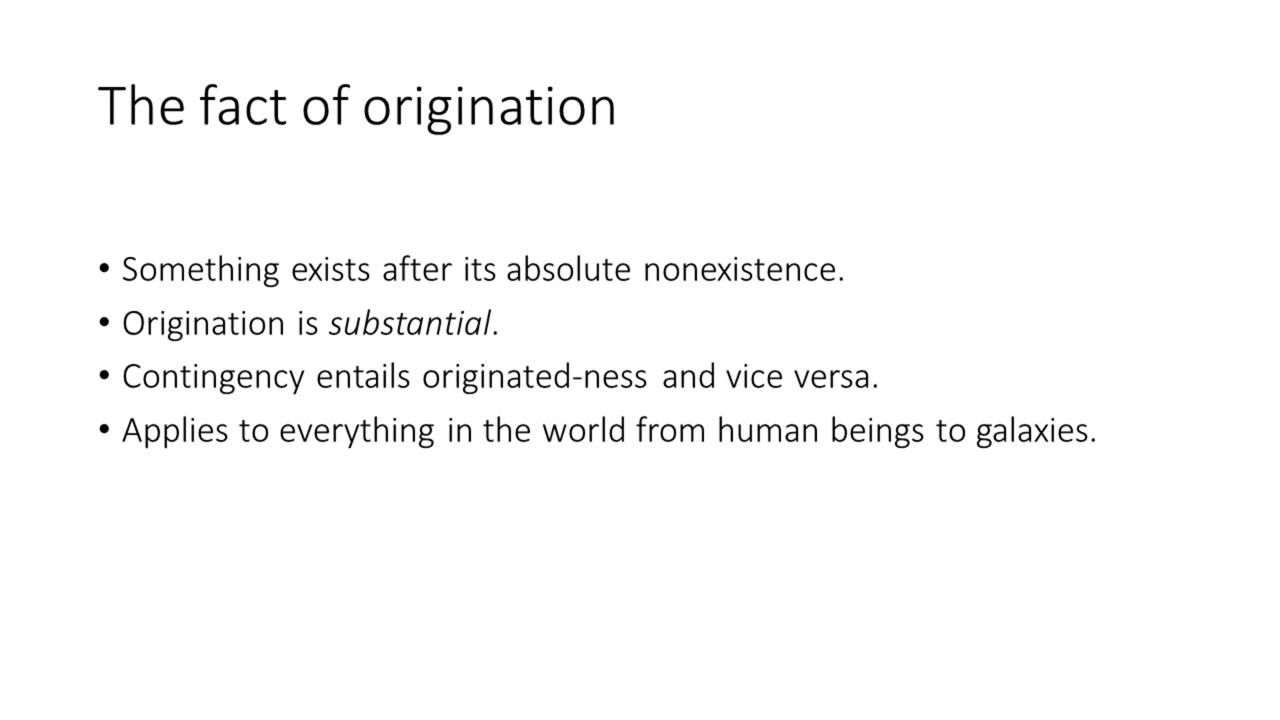 The fact of origination
• Something exists after its absolute nonexistence.
• Origination is substantial.
• Contingency entails originated-ness and vice versa.
• Applies to everything in the world from human beings to galaxies.